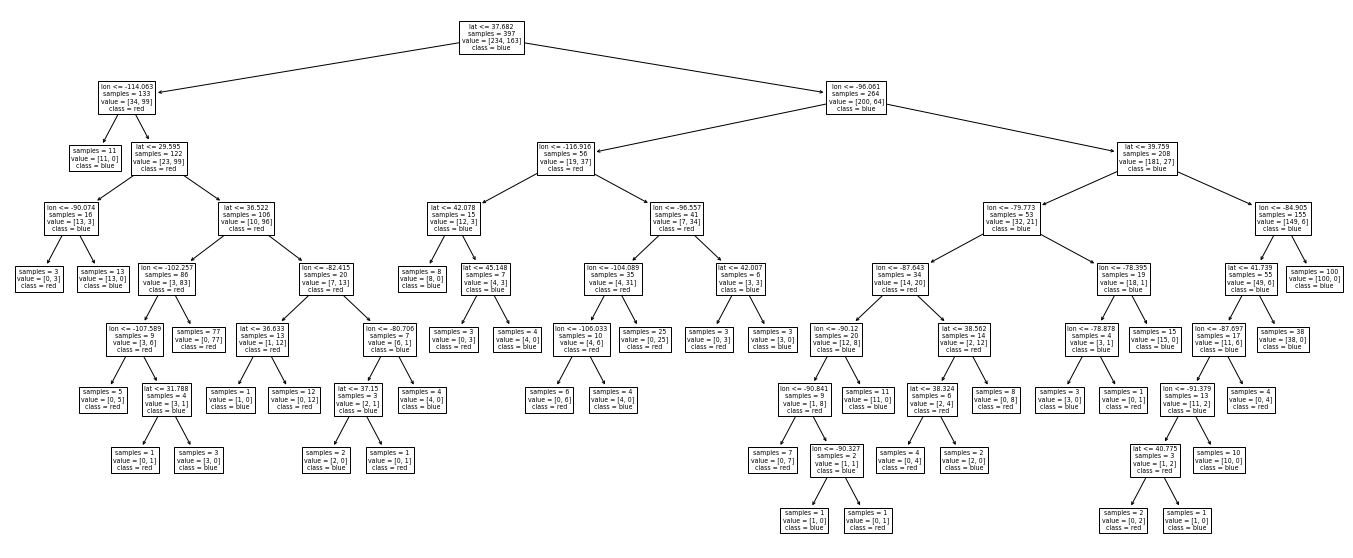 lat <= 37.682
samples = 397
value = [234, 163]
class = blue
lon <= -114.063
samples = 133
value = [34, 99]
class = red
lon <= -96.061
samples = 264
value = [200, 64]
class = blue
samples = 11
value = [11, 0]
class = blue
lat <= 29.595
samples = 122
value = [23, 99]
class = red
lon <= -116.916
samples = 56
value = [19, 37]
class = red
lat <= 39.759
samples = 208
value = [181, 27]
class = blue
lon <= -90.074
samples = 16
value = [13, 3]
class = blue
lat <= 36.522
samples = 106
value = [10, 96]
class = red
lat <= 42.078
samples = 15
value = [12, 3]
class = blue
lon <= -96.557
samples = 41
value = [7, 34]
class = red
lon <= -79.773
samples = 53
value = [32, 21]
class = blue
lon <= -84.905
samples = 155
value = [149, 6]
class = blue
samples = 3
value = [0, 3]
class = red
samples = 13
value = [13, 0]
class = blue
lon <= -102.257
samples = 86
value = [3, 83]
class = red
lon <= -82.415
samples = 20
value = [7, 13]
class = red
samples = 8
value = [8, 0]
class = blue
lat <= 45.148
samples = 7
value = [4, 3]
class = blue
lon <= -104.089
samples = 35
value = [4, 31]
class = red
lat <= 42.007
samples = 6
value = [3, 3]
class = blue
lon <= -87.643
samples = 34
value = [14, 20]
class = red
lon <= -78.395
samples = 19
value = [18, 1]
class = blue
lat <= 41.739
samples = 55
value = [49, 6]
class = blue
samples = 100
value = [100, 0]
class = blue
lon <= -107.589
samples = 9
value = [3, 6]
class = red
samples = 77
value = [0, 77]
class = red
lat <= 36.633
samples = 13
value = [1, 12]
class = red
lon <= -80.706
samples = 7
value = [6, 1]
class = blue
samples = 3
value = [0, 3]
class = red
samples = 4
value = [4, 0]
class = blue
lon <= -106.033
samples = 10
value = [4, 6]
class = red
samples = 25
value = [0, 25]
class = red
samples = 3
value = [0, 3]
class = red
samples = 3
value = [3, 0]
class = blue
lon <= -90.12
samples = 20
value = [12, 8]
class = blue
lat <= 38.562
samples = 14
value = [2, 12]
class = red
lon <= -78.878
samples = 4
value = [3, 1]
class = blue
samples = 15
value = [15, 0]
class = blue
lon <= -87.697
samples = 17
value = [11, 6]
class = blue
samples = 38
value = [38, 0]
class = blue
samples = 5
value = [0, 5]
class = red
lat <= 31.788
samples = 4
value = [3, 1]
class = blue
samples = 1
value = [1, 0]
class = blue
samples = 12
value = [0, 12]
class = red
lat <= 37.15
samples = 3
value = [2, 1]
class = blue
samples = 4
value = [4, 0]
class = blue
samples = 6
value = [0, 6]
class = red
samples = 4
value = [4, 0]
class = blue
lon <= -90.841
samples = 9
value = [1, 8]
class = red
samples = 11
value = [11, 0]
class = blue
lat <= 38.324
samples = 6
value = [2, 4]
class = red
samples = 8
value = [0, 8]
class = red
samples = 3
value = [3, 0]
class = blue
samples = 1
value = [0, 1]
class = red
lon <= -91.379
samples = 13
value = [11, 2]
class = blue
samples = 4
value = [0, 4]
class = red
samples = 1
value = [0, 1]
class = red
samples = 3
value = [3, 0]
class = blue
samples = 2
value = [2, 0]
class = blue
samples = 1
value = [0, 1]
class = red
samples = 7
value = [0, 7]
class = red
lon <= -90.327
samples = 2
value = [1, 1]
class = blue
samples = 4
value = [0, 4]
class = red
samples = 2
value = [2, 0]
class = blue
lat <= 40.775
samples = 3
value = [1, 2]
class = red
samples = 10
value = [10, 0]
class = blue
samples = 1
value = [1, 0]
class = blue
samples = 1
value = [0, 1]
class = red
samples = 2
value = [0, 2]
class = red
samples = 1
value = [1, 0]
class = blue